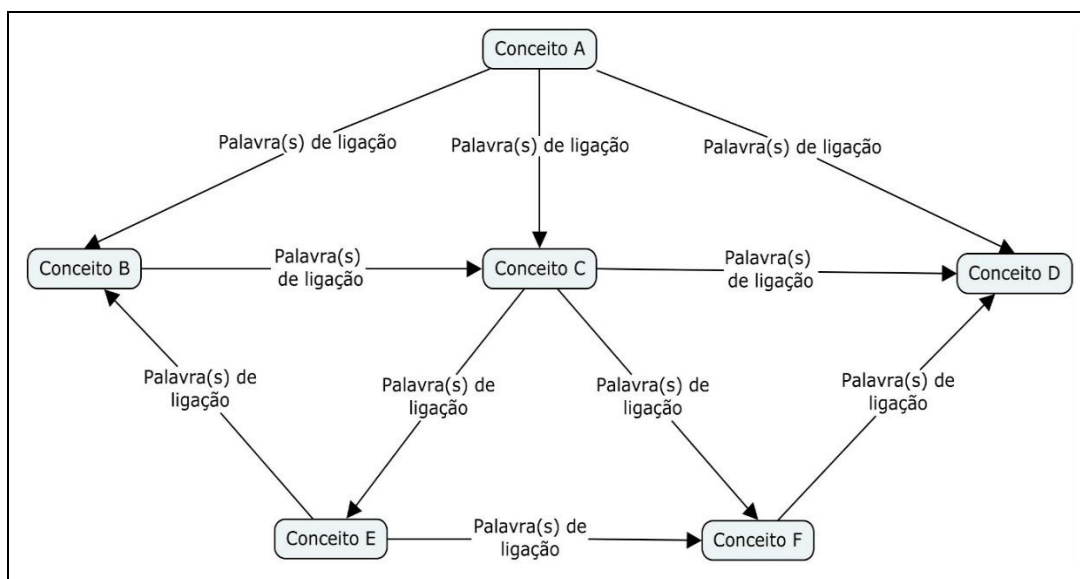 Conceito A
Palavra(s) de ligação
Palavra(s) de ligação
Palavra(s) de ligação
Conceito B
Palavra(s)
de ligação
Conceito C
Palavra(s)
de ligação
Conceito D
Palavra(s) de
ligação
Palavra(s) de
ligação
Palavra(s) de
ligação
Palavra(s) de
ligação
Conceito E
Palavra(s) de
ligação
Conceito F